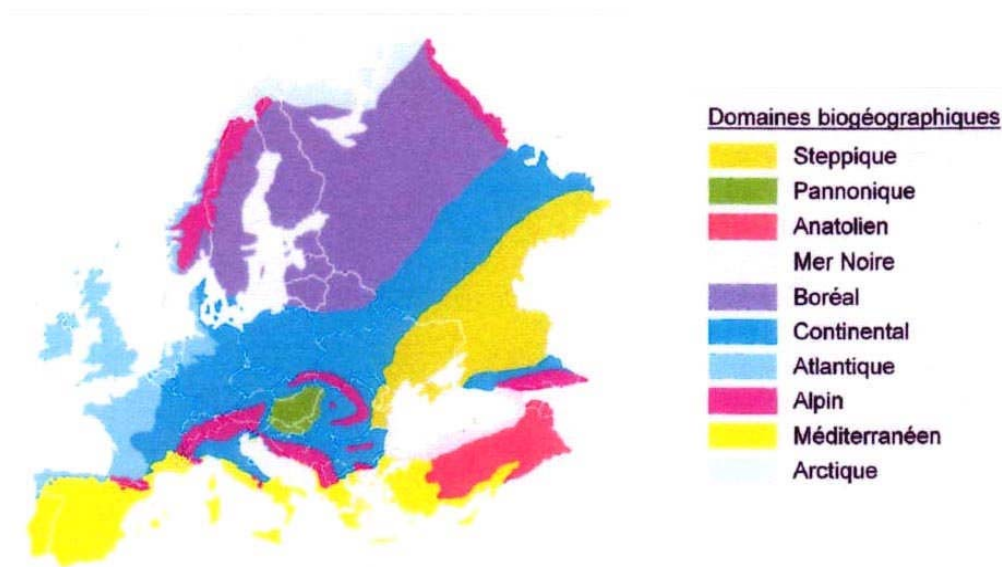 Domaines biogéographiques
Steppique
Pannonique
Anatolien
Mer Noire
Boréal
Continental
Atlantique
Alpin
Méditerranéen
Arctique